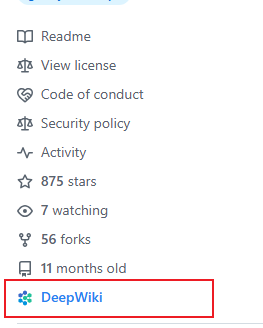 Readme
View license
Code of conduct
Security policy
Activity
875 stars
7 watching
56 forks
11 months old
DeepWiki